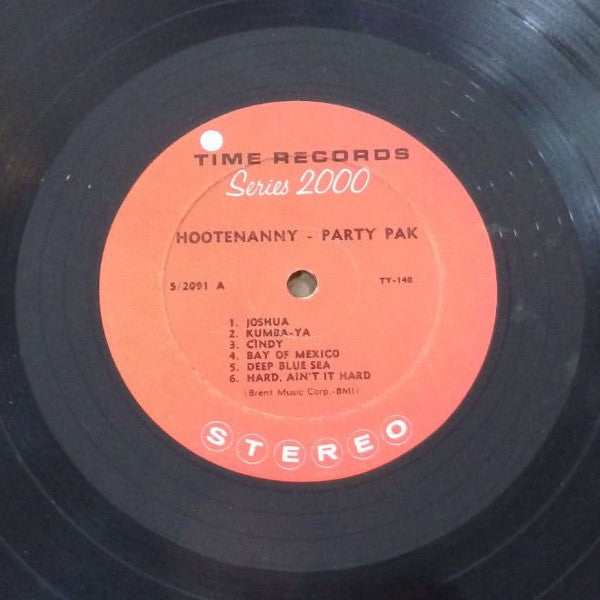 TIME RECORDS
Series 2000
HOOTENANNY - PARTY PAK
S/2091 A TY-140
1. JOSHUA
2. KUMBA-YA
3. CINDY
4. BAY OF MEXICO
5. DEEP BLUE SEA
6. HARD, AIN'T IT HARD
(Brent Music Corp.-BMI)
STEREO